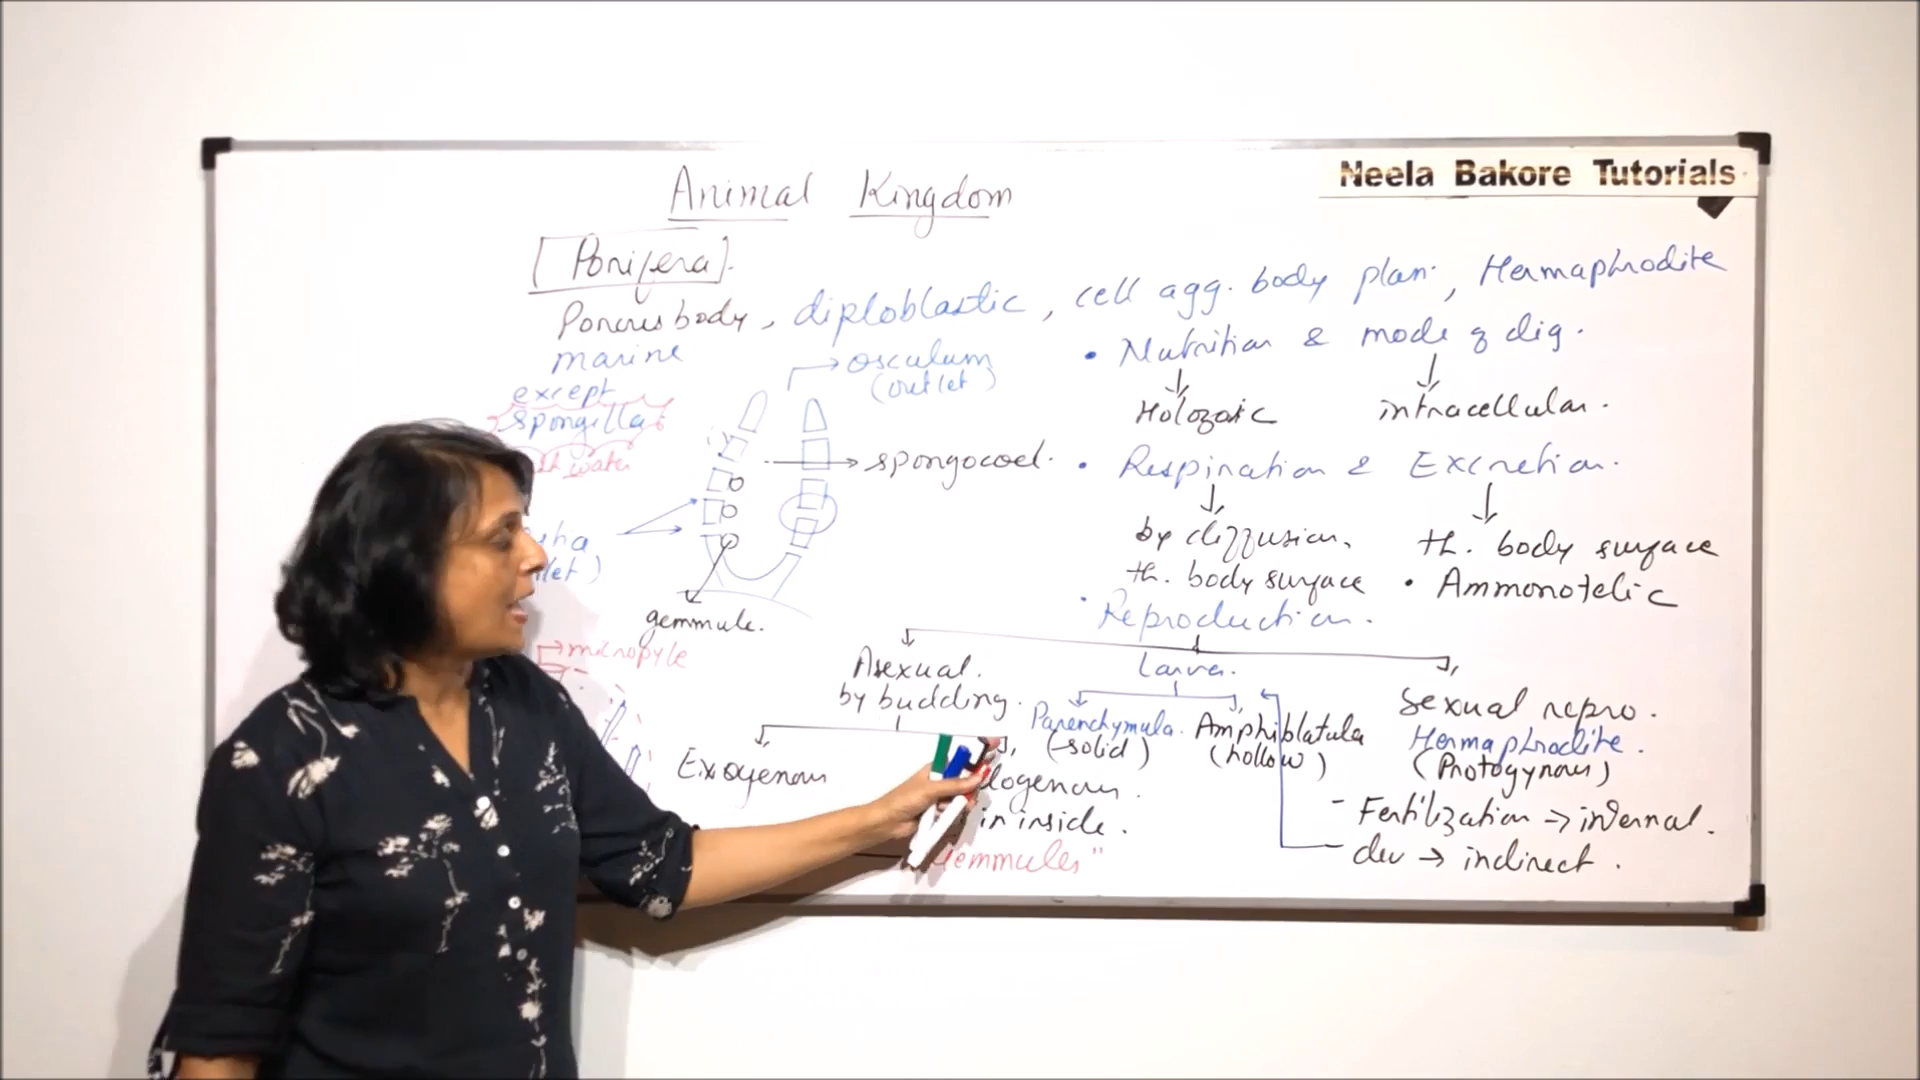 Neela Bakore Tutorials
Animal Kingdom
[Porifera].
Porous body, diploblastic, cell agg. body plan, Hermaphrodite
marine
except
spongilla
water
osculum
(outlet)
spongocoel.
gemmule.
micropyle
• Nutrition & mode of dig.
Holozoic
intracellular.
• Respiration & Excretion.
by diffusion.
th. body surface
th. body surface
• Ammonotelic
• Reproduction.
Asexual.
by budding.
Exogenous
in inside.
Larva.
Parenchymula.
(solid)
Amphiblatula
(hollow)
Sexual repro.
Hermaphrodite.
(Protogynous)
- Fertilization → internal.
- dev → indirect.